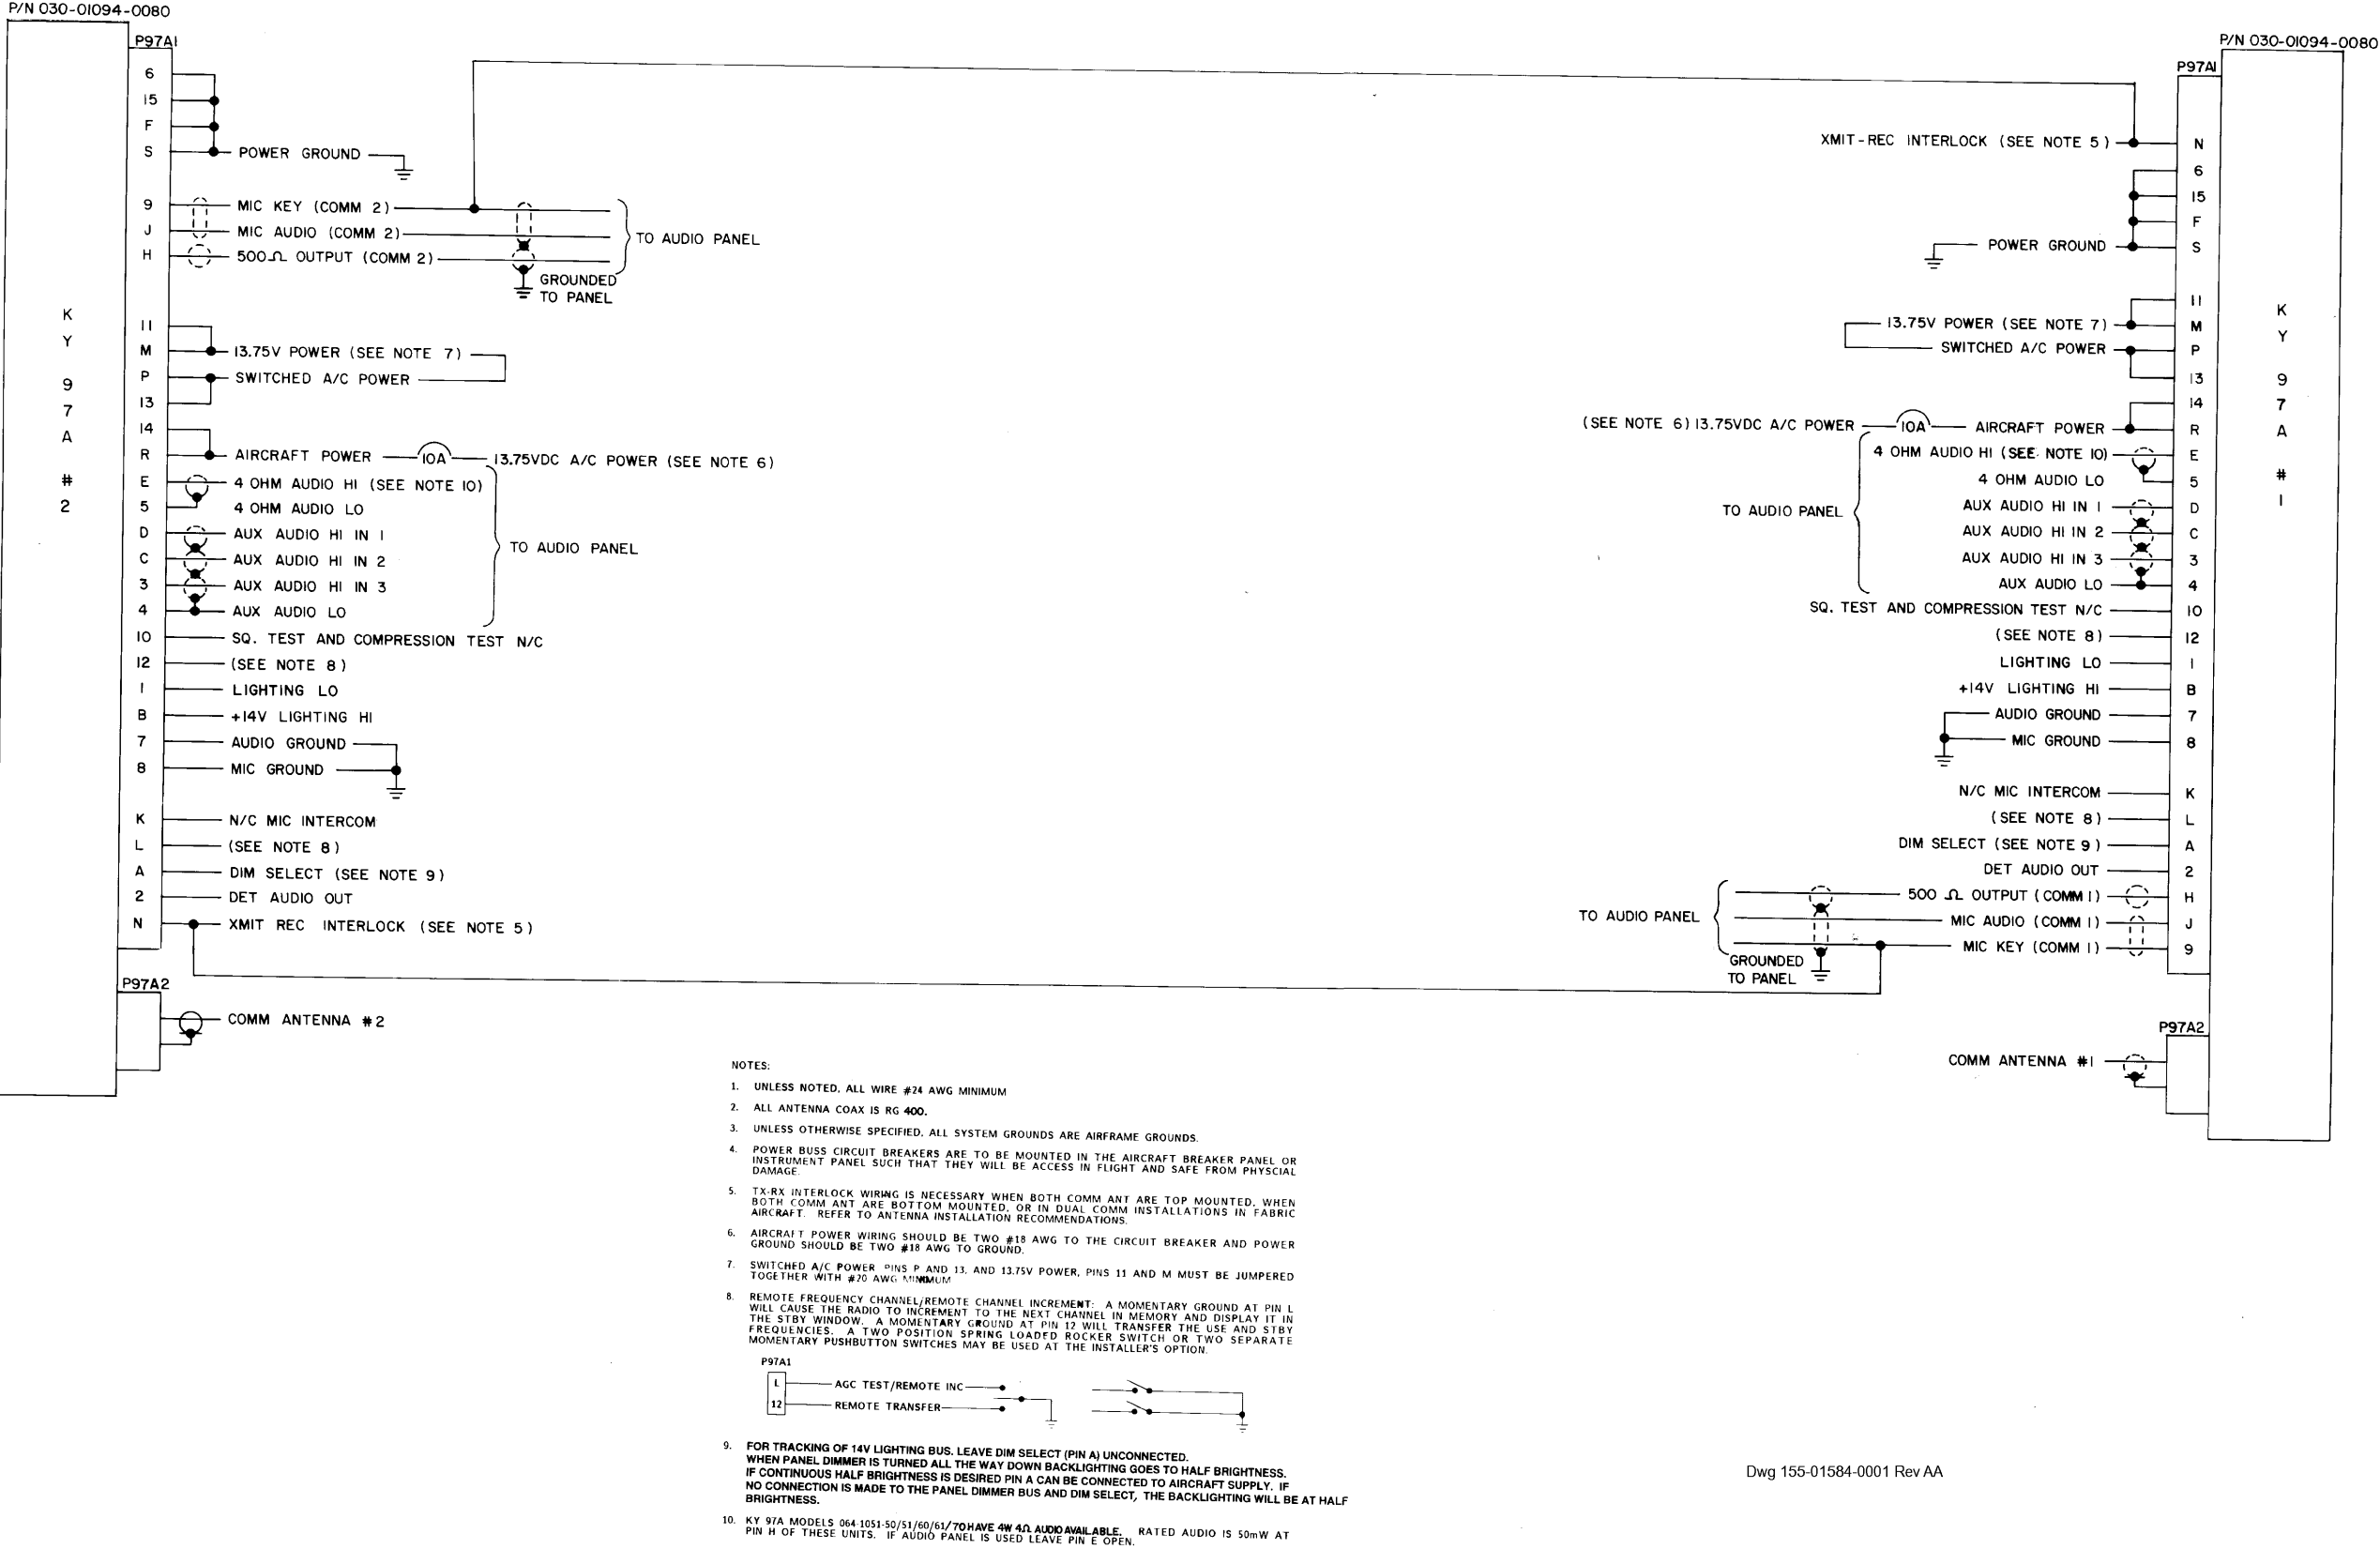 P/N 030-01094-0080
P97A1
6
15
F
S POWER GROUND
9 MIC KEY (COMM 2)
J MIC AUDIO (COMM 2)
H 500Ω OUTPUT (COMM 2)
TO AUDIO PANEL
GROUNDED
TO PANEL
11
M 13.75V POWER (SEE NOTE 7)
P SWITCHED A/C POWER
13
14
R AIRCRAFT POWER 10A 13.75VDC A/C POWER (SEE NOTE 6)
E 4 OHM AUDIO HI (SEE NOTE 10)
5 4 OHM AUDIO LO
D AUX AUDIO HI IN 1
C AUX AUDIO HI IN 2
3 AUX AUDIO HI IN 3
4 AUX AUDIO LO
TO AUDIO PANEL
10 SQ. TEST AND COMPRESSION TEST N/C
12 (SEE NOTE 8)
1 LIGHTING LO
B +14V LIGHTING HI
7 AUDIO GROUND
8 MIC GROUND
K N/C MIC INTERCOM
L (SEE NOTE 8)
A DIM SELECT (SEE NOTE 9)
2 DET AUDIO OUT
N XMIT REC INTERLOCK (SEE NOTE 5)
P97A2
COMM ANTENNA #2
K
Y
9
7
A
#
2
P/N 030-01094-0080
P97A1
XMIT-REC INTERLOCK (SEE NOTE 5) N
6
15
F
POWER GROUND S
11
13.75V POWER (SEE NOTE 7) M
SWITCHED A/C POWER P
13
14
(SEE NOTE 6) 13.75VDC A/C POWER 10A AIRCRAFT POWER R
4 OHM AUDIO HI (SEE NOTE 10) E
4 OHM AUDIO LO 5
AUX AUDIO HI IN 1 D
AUX AUDIO HI IN 2 C
AUX AUDIO HI IN 3 3
AUX AUDIO LO 4
TO AUDIO PANEL
SQ. TEST AND COMPRESSION TEST N/C 10
(SEE NOTE 8) 12
LIGHTING LO 1
+14V LIGHTING HI B
AUDIO GROUND 7
MIC GROUND 8
N/C MIC INTERCOM K
(SEE NOTE 8) L
DIM SELECT (SEE NOTE 9) A
DET AUDIO OUT 2
500 Ω OUTPUT (COMM 1) H
MIC AUDIO (COMM 1) J
MIC KEY (COMM 1) 9
TO AUDIO PANEL
GROUNDED
TO PANEL
P97A2
COMM ANTENNA #1
K
Y
9
7
A
#
1
NOTES:
1. UNLESS NOTED, ALL WIRE #24 AWG MINIMUM
2. ALL ANTENNA COAX IS RG 400.
3. UNLESS OTHERWISE SPECIFIED, ALL SYSTEM GROUNDS ARE AIRFRAME GROUNDS.
4. POWER BUSS CIRCUIT BREAKERS ARE TO BE MOUNTED IN THE AIRCRAFT BREAKER PANEL OR
INSTRUMENT PANEL SUCH THAT THEY WILL BE ACCESS IN FLIGHT AND SAFE FROM PHYSCIAL
DAMAGE.
5. TX-RX INTERLOCK WIRING IS NECESSARY WHEN BOTH COMM ANT ARE TOP MOUNTED, WHEN
BOTH COMM ANT ARE BOTTOM MOUNTED, OR IN DUAL COMM INSTALLATIONS IN FABRIC
AIRCRAFT. REFER TO ANTENNA INSTALLATION RECOMMENDATIONS.
6. AIRCRAFT POWER WIRING SHOULD BE TWO #18 AWG TO THE CIRCUIT BREAKER AND POWER
GROUND SHOULD BE TWO #18 AWG TO GROUND.
7. SWITCHED A/C POWER PINS P AND 13, AND 13.75V POWER, PINS 11 AND M MUST BE JUMPERED
TOGETHER WITH #20 AWG MINIMUM
8. REMOTE FREQUENCY CHANNEL/REMOTE CHANNEL INCREMENT: A MOMENTARY GROUND AT PIN L
WILL CAUSE THE RADIO TO INCREMENT TO THE NEXT CHANNEL IN MEMORY AND DISPLAY IT IN
THE STBY WINDOW. A MOMENTARY GROUND AT PIN 12 WILL TRANSFER THE USE AND STBY
FREQUENCIES. A TWO POSITION SPRING LOADED ROCKER SWITCH OR TWO SEPARATE
MOMENTARY PUSHBUTTON SWITCHES MAY BE USED AT THE INSTALLER'S OPTION.
P97A1
L AGC TEST/REMOTE INC
12 REMOTE TRANSFER
9. FOR TRACKING OF 14V LIGHTING BUS, LEAVE DIM SELECT (PIN A) UNCONNECTED.
WHEN PANEL DIMMER IS TURNED ALL THE WAY DOWN BACKLIGHTING GOES TO HALF BRIGHTNESS.
IF CONTINUOUS HALF BRIGHTNESS IS DESIRED PIN A CAN BE CONNECTED TO AIRCRAFT SUPPLY. IF
NO CONNECTION IS MADE TO THE PANEL DIMMER BUS AND DIM SELECT, THE BACKLIGHTING WILL BE AT HALF
BRIGHTNESS.
10. KY 97A MODELS 064-1051-50/51/60/61/70 HAVE 4W 4Ω AUDIO AVAILABLE. RATED AUDIO IS 50mW AT
PIN H OF THESE UNITS. IF AUDIO PANEL IS USED LEAVE PIN E OPEN.
Dwg 155-01584-0001 Rev AA